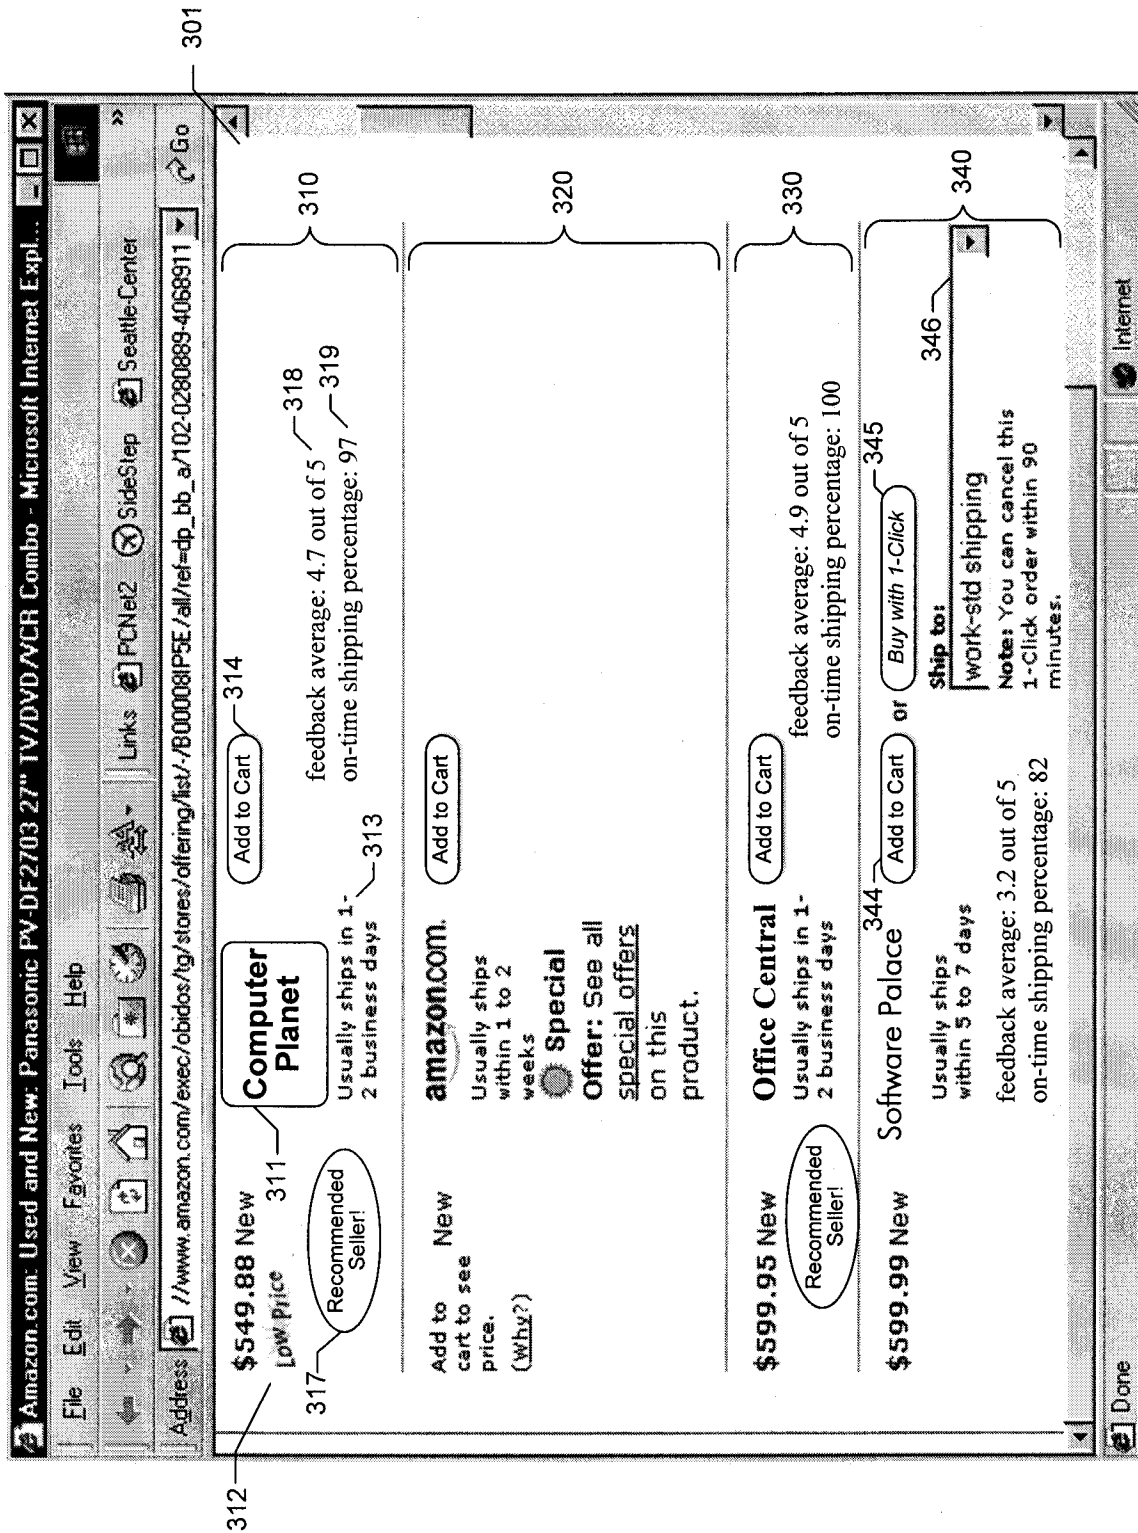 Amazon.com: Used and New: Panasonic PV-DF2703 27" TV/DVD/VCR Combo - Microsoft Internet Expl...
File Edit View Favorites Tools Help
Links PCNet2 SideStep Seattle-Center »
Address //www.amazon.com/exec/obidos/tg/stores/offering/list/-/B00008IP5E/all/ref=dp_bb_a/102-0280889-4068911 Go
301
312
$549.88 New
Low Price
317
Recommended
Seller!
311
Computer
Planet
Usually ships in 1-
2 business days
313
Add to Cart
314
feedback average: 4.7 out of 5
318
on-time shipping percentage: 97
319
310
Add to
cart to see
price.
(Why?)
New
amazon.com.
Usually ships
within 1 to 2
weeks
Special
Offer: See all
special offers
on this
product.
Add to Cart
320
$599.95 New
Recommended
Seller!
Office Central
Usually ships in 1-
2 business days
Add to Cart
feedback average: 4.9 out of 5
on-time shipping percentage: 100
330
$599.99 New
Software Palace
Usually ships
within 5 to 7 days
feedback average: 3.2 out of 5
on-time shipping percentage: 82
344
Add to Cart or Buy with 1-Click
345
Ship to:
346
work-std shipping
Note: You can cancel this
1-Click order within 90
minutes.
340
Done
Internet